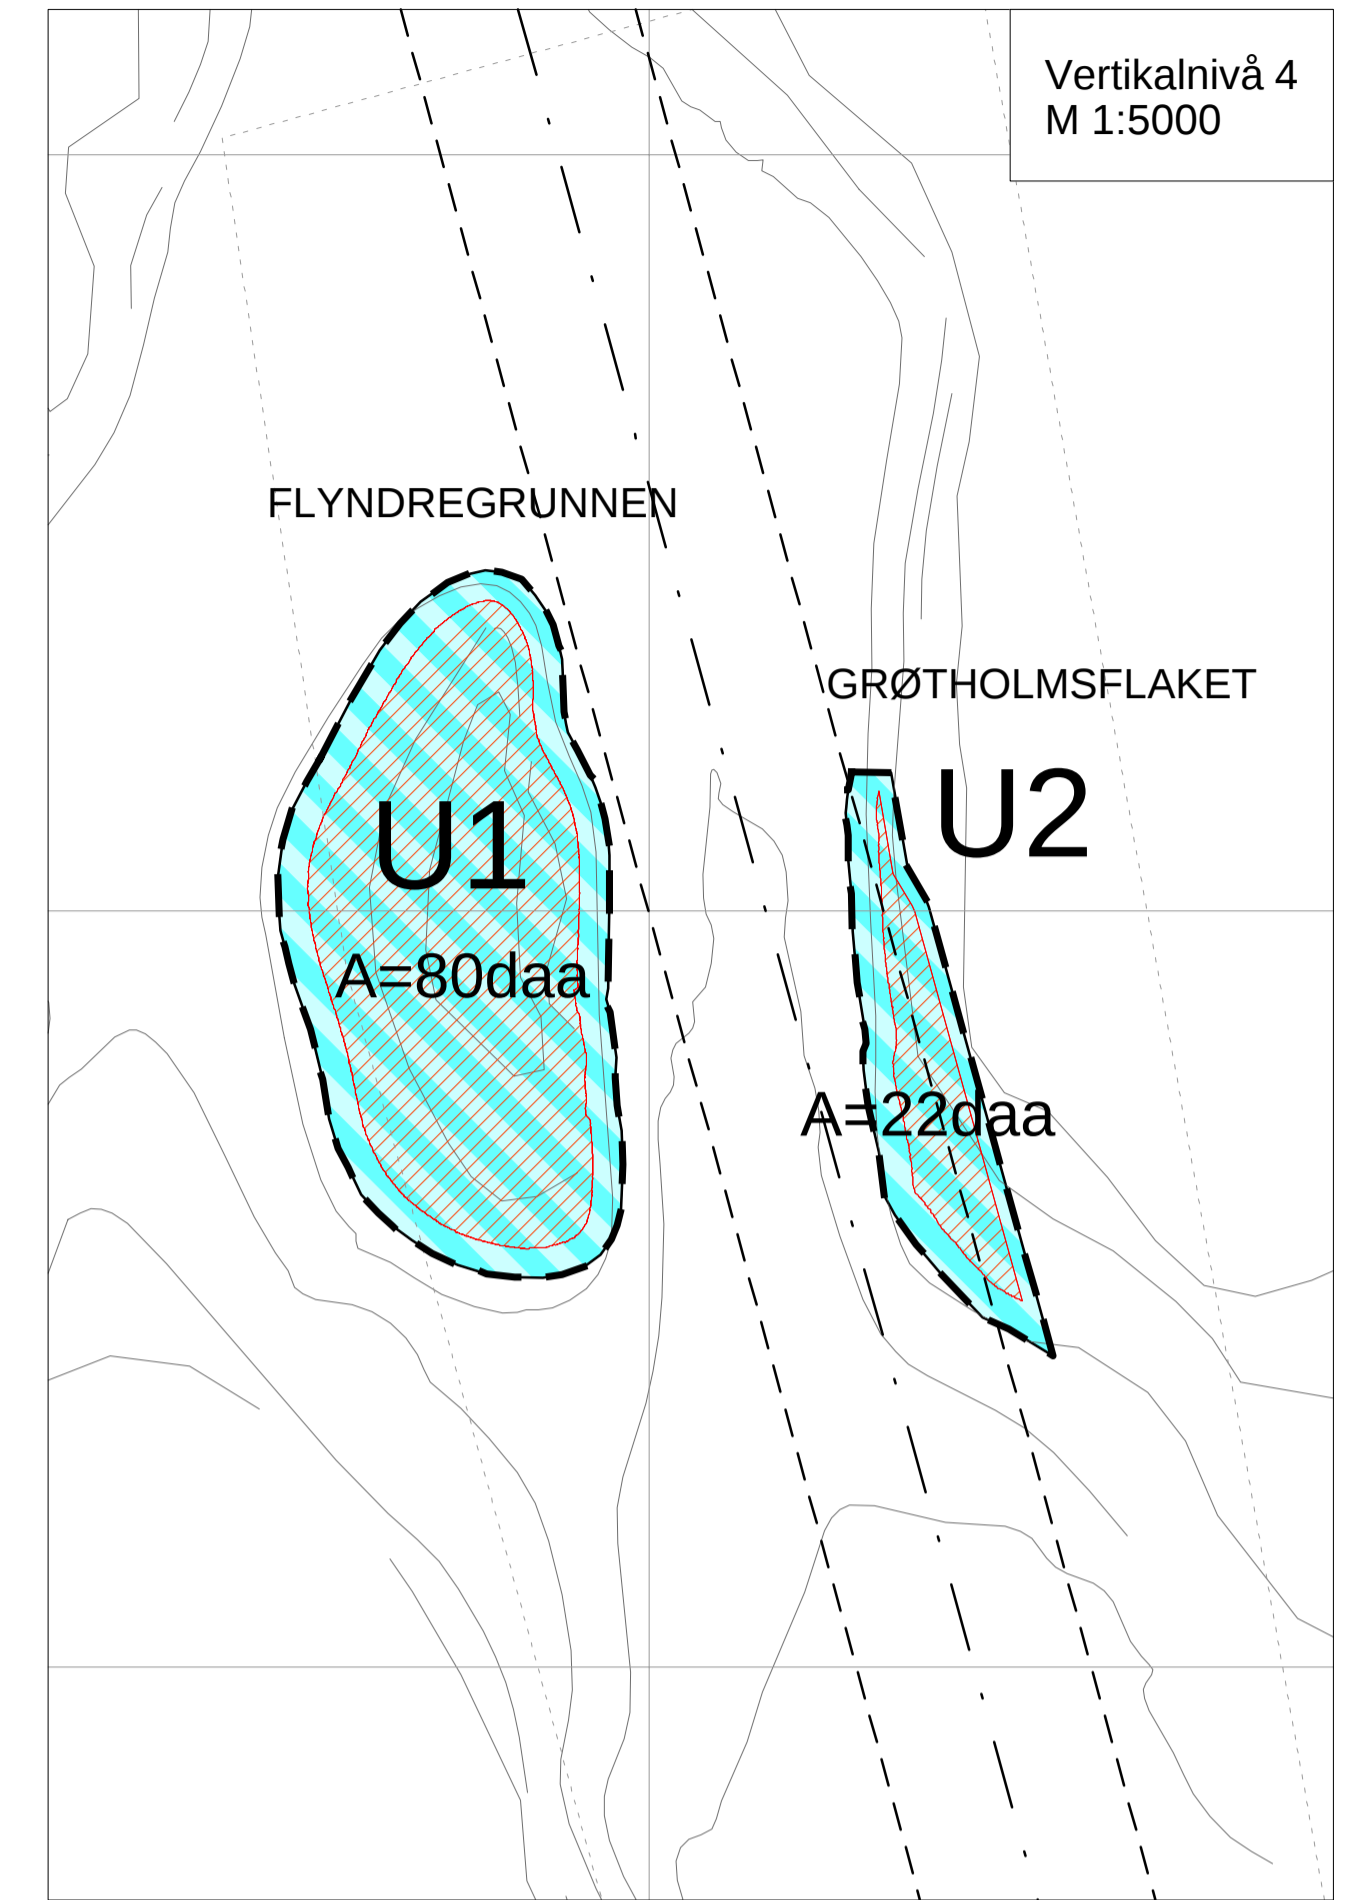 Vertikalnivå 4
M 1:5000
FLYNDREGRUNNEN
GRØTHOLMSFLAKET
U2
U1
A=80daa
A=22daa